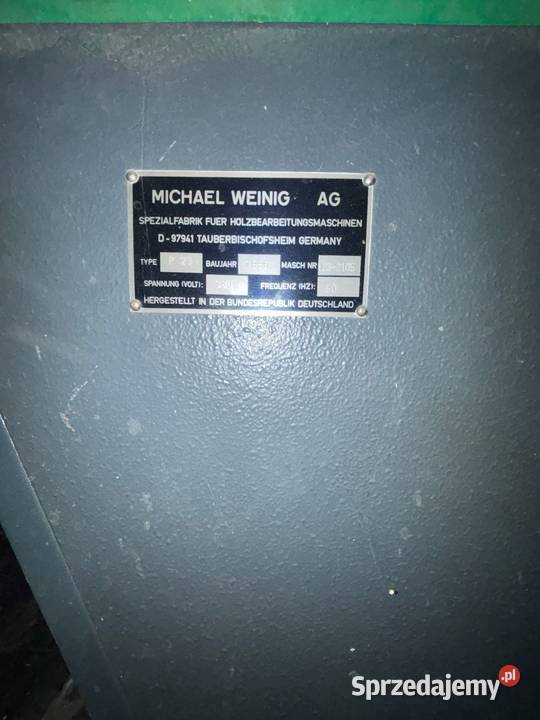 MICHAEL WEINIG AG
SPEZIALFABRIK FUER HOLZBEARBEITUNGSMASCHINEN
D-97941 TAUBERBISCHOFSHEIM GERMANY
TYPE P 23 BAUJAHR MASCH NR
SPANNUNG (VOLT): FREQUENZ (HZ):
HERGESTELLT IN DER BUNDESREPUBLIK DEUTSCHLAND
Sprzedajemy.pl